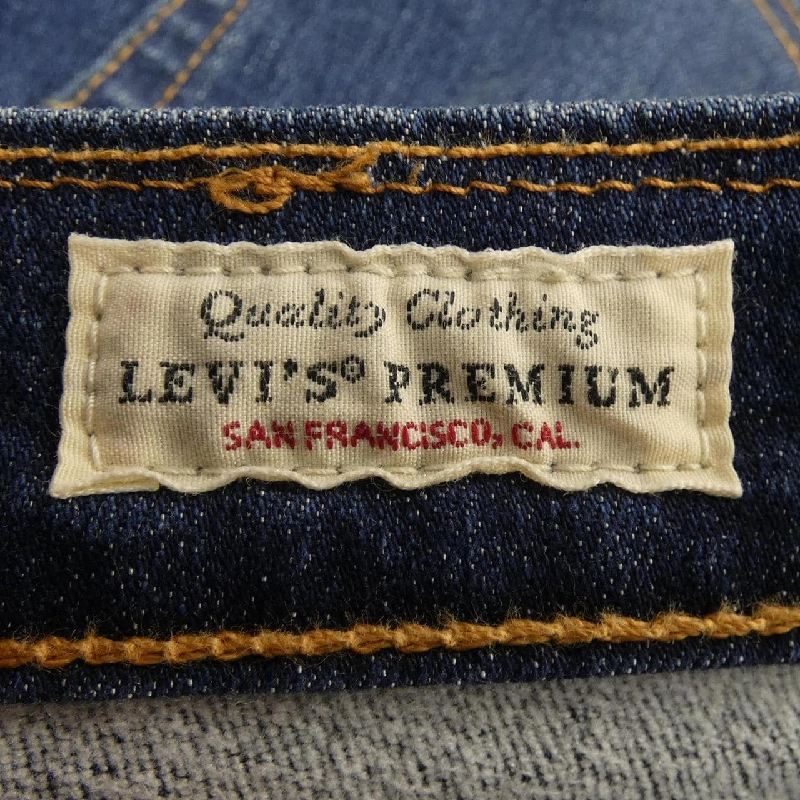 Quality Clothing
LEVI'S® PREMIUM
SAN FRANCISCO, CAL.